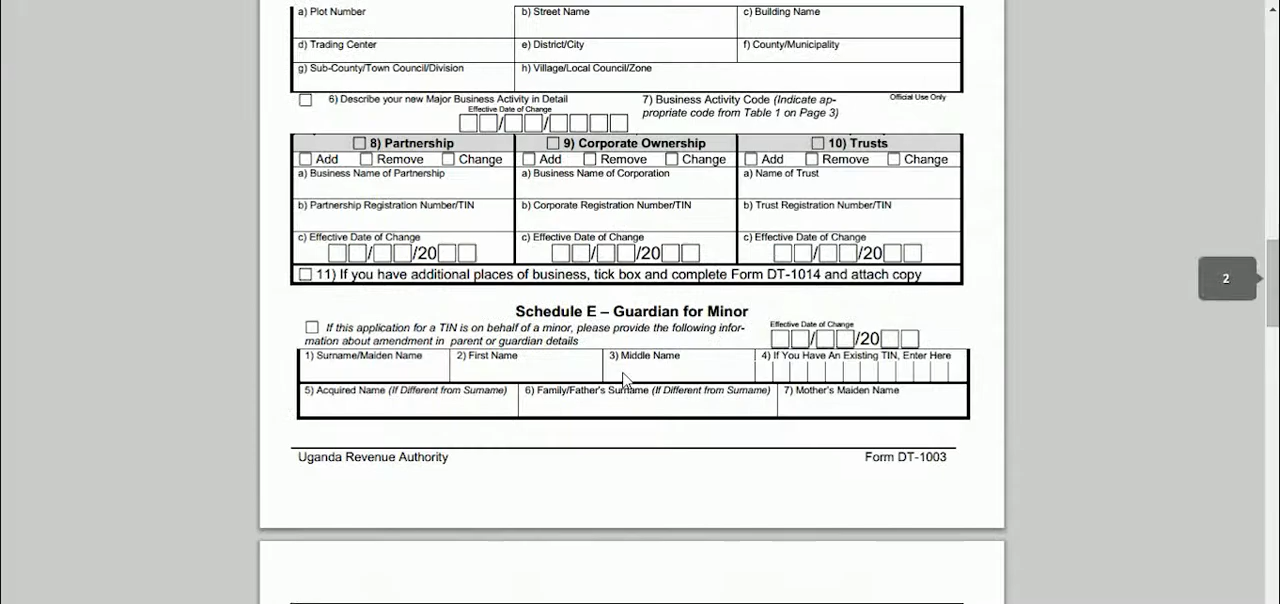 a) Plot Number b) Street Name c) Building Name
d) Trading Center e) District/City f) County/Municipality
g) Sub-County/Town Council/Division h) Village/Local Council/Zone
6) Describe your new Major Business Activity in Detail 7) Business Activity Code (Indicate ap- Official Use Only
Effective Date of Change propriate code from Table 1 on Page 3)
/ /
8) Partnership 9) Corporate Ownership 10) Trusts
Add Remove Change Add Remove Change Add Remove Change
a) Business Name of Partnership a) Business Name of Corporation a) Name of Trust
b) Partnership Registration Number/TIN b) Corporate Registration Number/TIN b) Trust Registration Number/TIN
c) Effective Date of Change c) Effective Date of Change c) Effective Date of Change
/ /20 / /20 / /20
11) If you have additional places of business, tick box and complete Form DT-1014 and attach copy
Schedule E – Guardian for Minor
If this application for a TIN is on behalf of a minor, please provide the following infor- Effective Date of Change
mation about amendment in parent or guardian details / /20
1) Surname/Maiden Name 2) First Name 3) Middle Name 4) If You Have An Existing TIN, Enter Here
5) Acquired Name (If Different from Surname) 6) Family/Father's Surname (If Different from Surname) 7) Mother's Maiden Name
Uganda Revenue Authority Form DT-1003
2